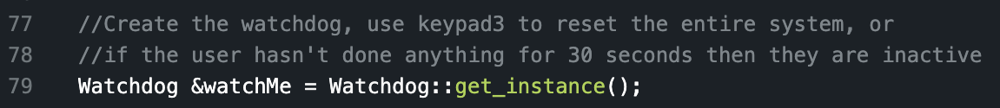 77 //Create the watchdog, use keypad3 to reset the entire system, or
78 //if the user hasn't done anything for 30 seconds then they are inactive
79 Watchdog &watchMe = Watchdog::get_instance();